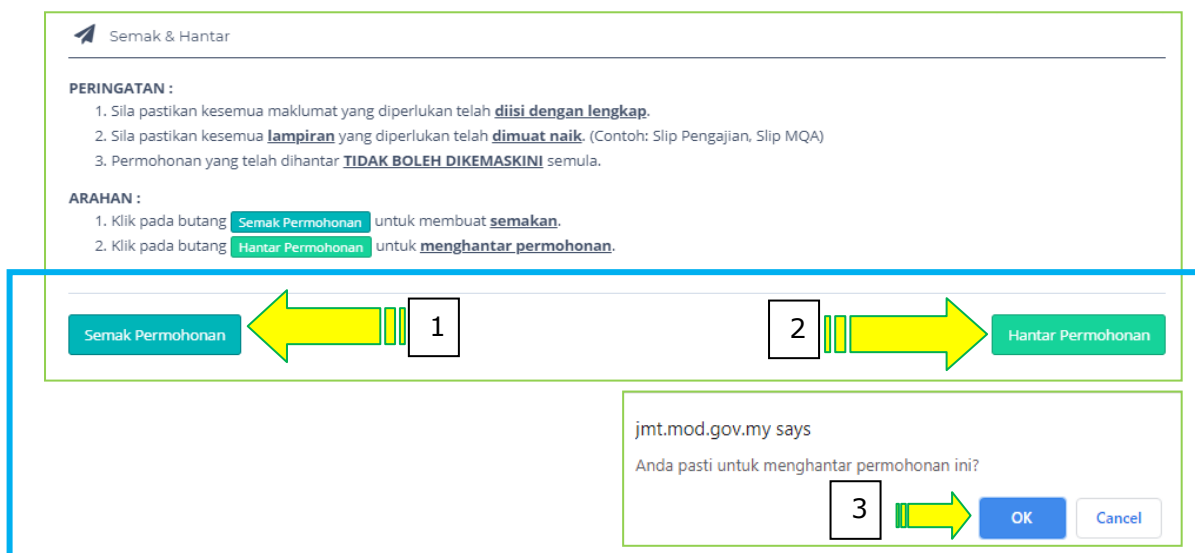 Semak & Hantar
PERINGATAN :
1. Sila pastikan kesemua maklumat yang diperlukan telah diisi dengan lengkap.
2. Sila pastikan kesemua lampiran yang diperlukan telah dimuat naik. (Contoh: Slip Pengajian, Slip MQA)
3. Permohonan yang telah dihantar TIDAK BOLEH DIKEMASKINI semula.
ARAHAN :
1. Klik pada butang Semak Permohonan untuk membuat semakan.
2. Klik pada butang Hantar Permohonan untuk menghantar permohonan.
Semak Permohonan 1 2 Hantar Permohonan
jmt.mod.gov.my says
Anda pasti untuk menghantar permohonan ini?
3 OK Cancel